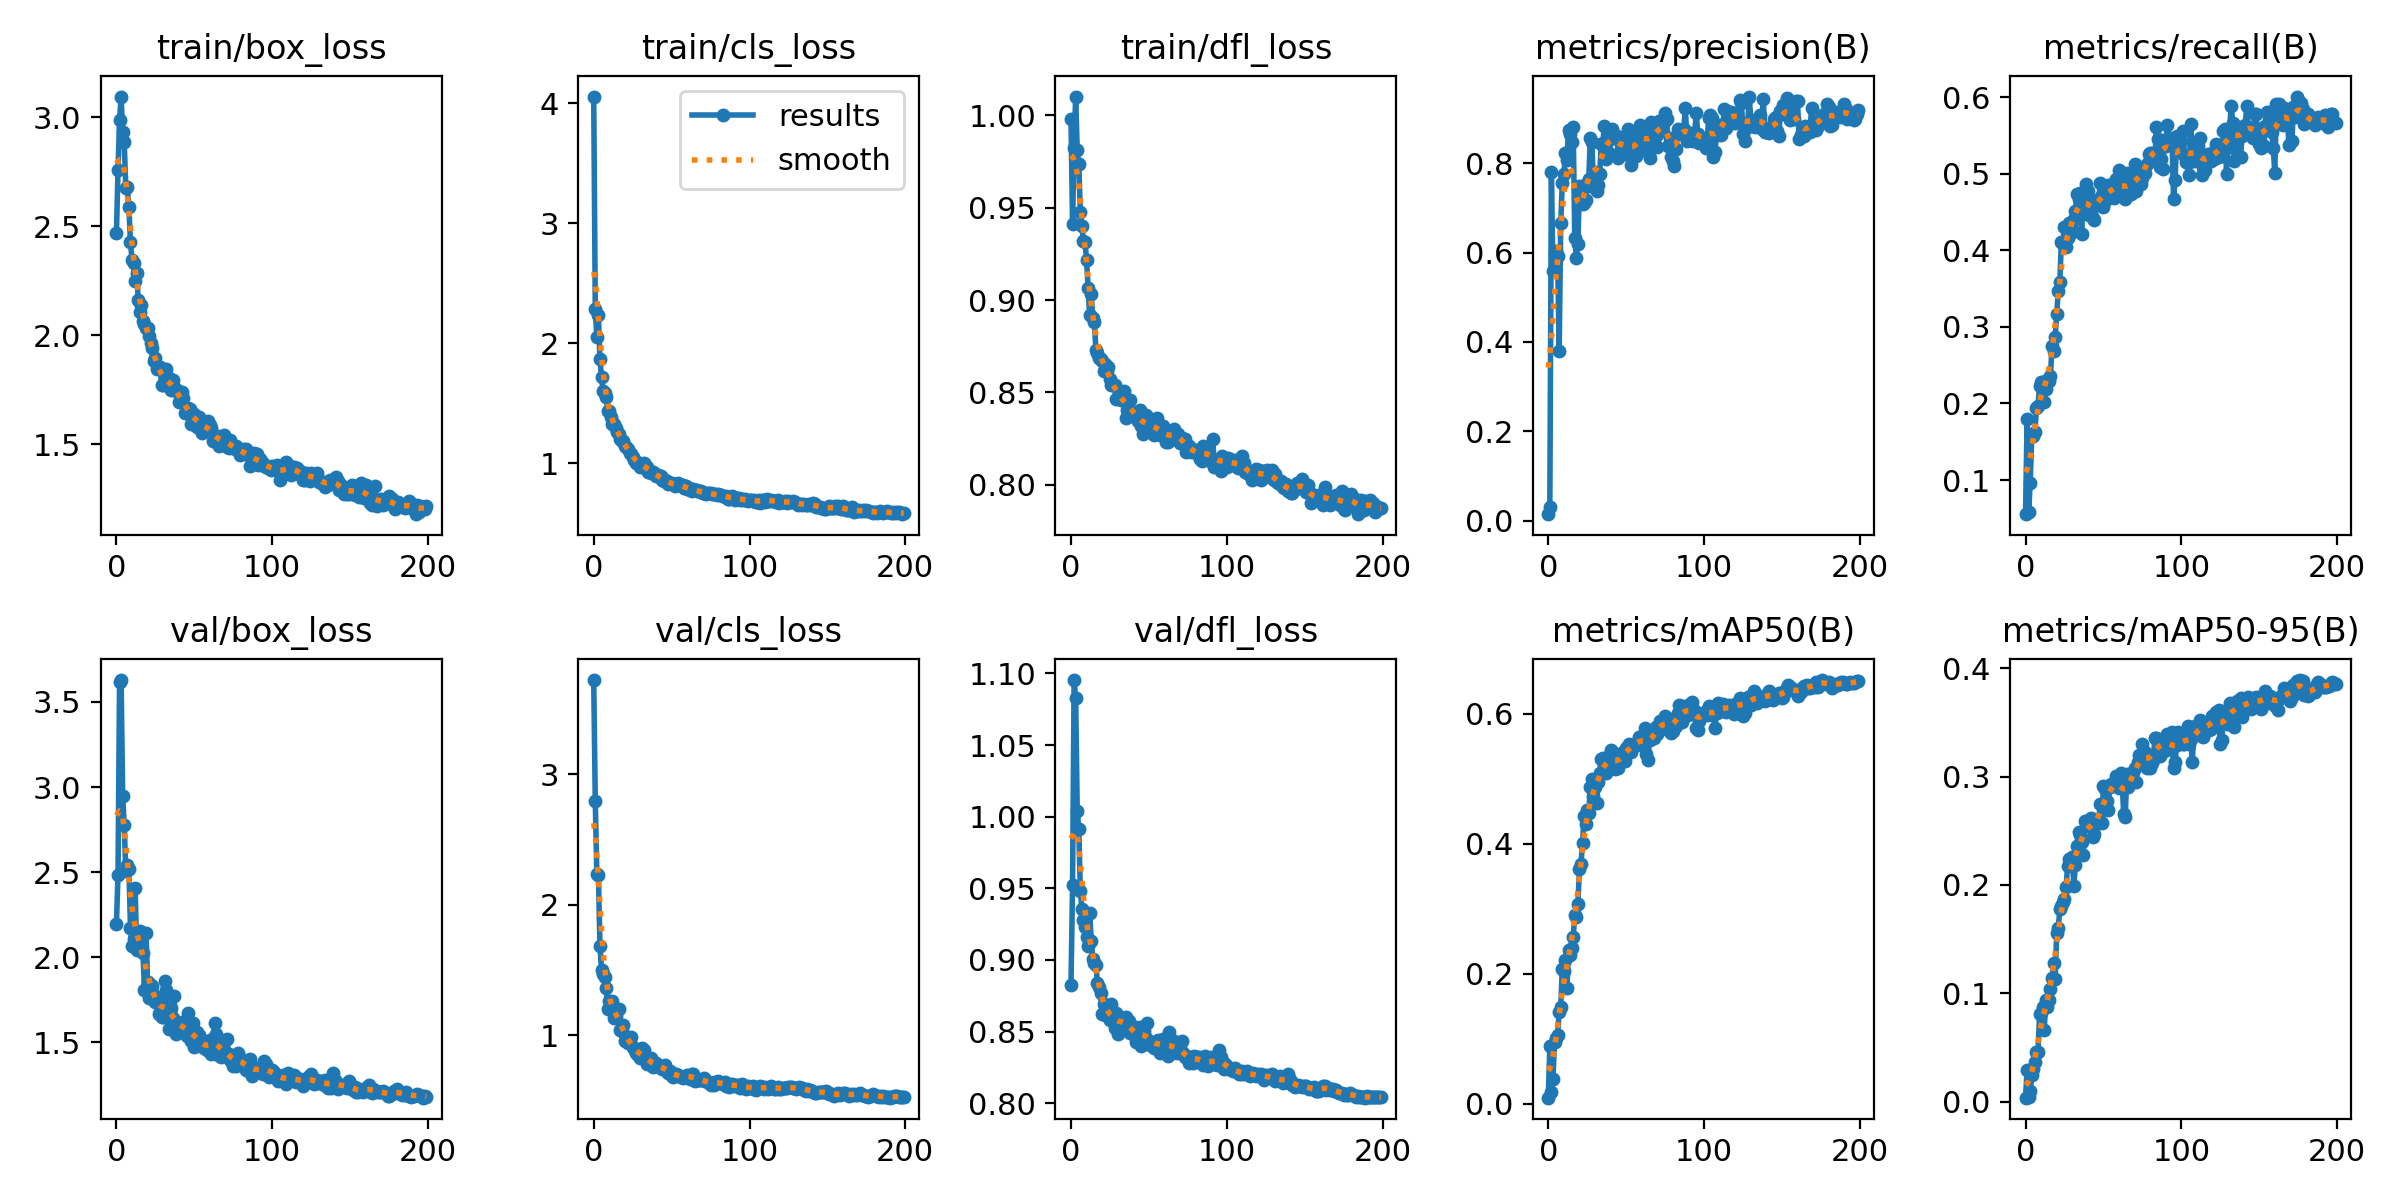 train/box_loss
3.0
2.5
2.0
1.5
0 100 200
train/cls_loss
4
3
2
1
results
smooth
0 100 200
train/dfl_loss
1.00
0.95
0.90
0.85
0.80
0 100 200
metrics/precision(B)
0.8
0.6
0.4
0.2
0.0
0 100 200
metrics/recall(B)
0.6
0.5
0.4
0.3
0.2
0.1
0 100 200
val/box_loss
3.5
3.0
2.5
2.0
1.5
0 100 200
val/cls_loss
3
2
1
0 100 200
val/dfl_loss
1.10
1.05
1.00
0.95
0.90
0.85
0.80
0 100 200
metrics/mAP50(B)
0.6
0.4
0.2
0.0
0 100 200
metrics/mAP50-95(B)
0.4
0.3
0.2
0.1
0.0
0 100 200